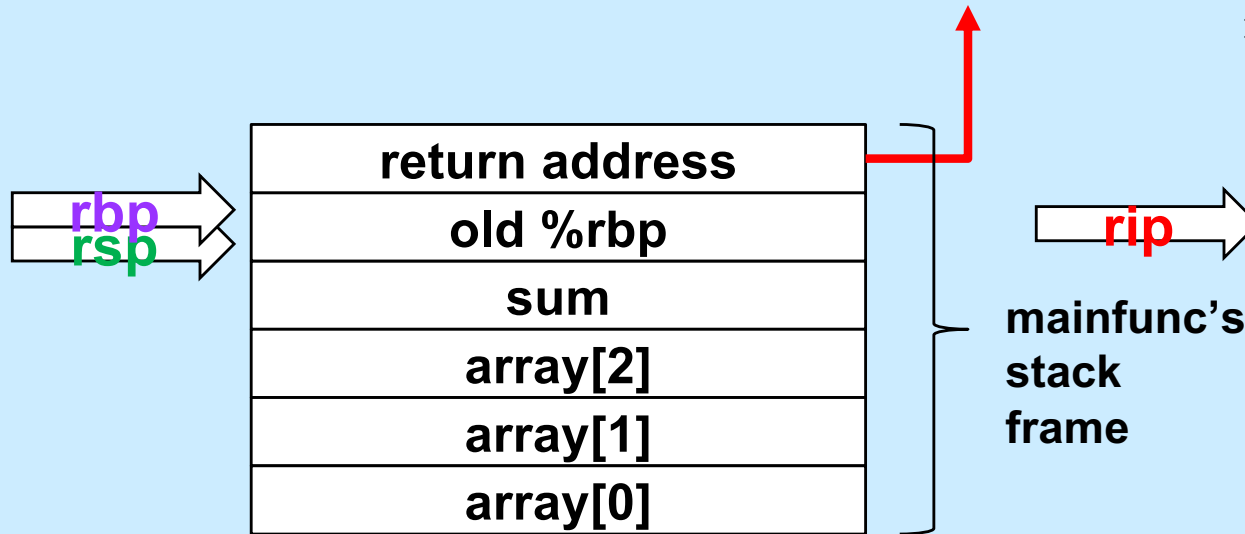 return address
rbp
old %rbp
rip
rsp
sum
mainfunc’s
array[2]
stack
array[1]
frame
array[0]